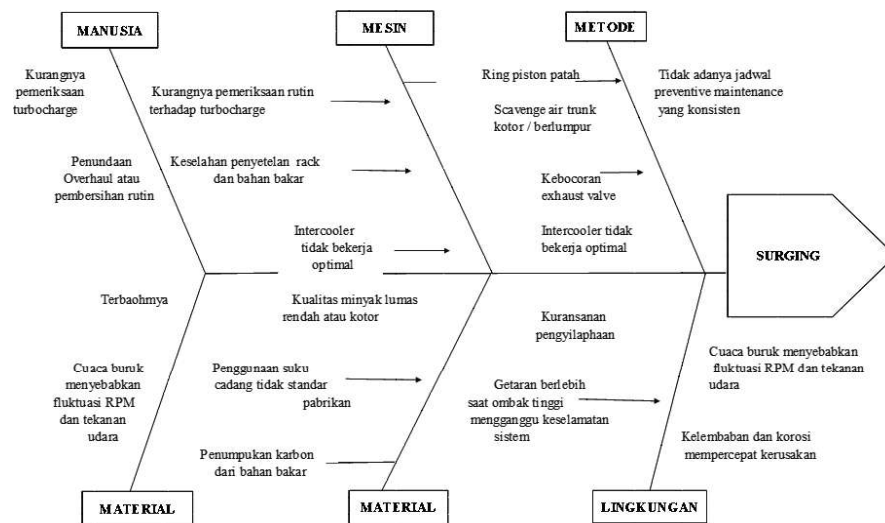 MANUSIA
MESIN
METODE
Kurangnya
pemeriksaan
turbocharge
Kurangnya pemeriksaan rutin
terhadap turbocharge
Ring piston patah
Tidak adanya jadwal
preventive maintenance
yang konsisten
Scavenge air trunk
kotor / berlumpur
Penundaan
Overhaul atau
pembersihan rutin
Keselahan penyetelan rack
dan bahan bakar
Kebocoran
exhaust valve
Intercooler
tidak bekerja
optimal
Intercooler tidak
bekerja optimal
SURGING
Terbaohmya
Kualitas minyak lumas
rendah atau kotor
Kuransanan
pengyilaphaan
Cuaca buruk menyebabkan
fluktuasi RPM dan tekanan
udara
Cuaca buruk
menyebabkan
fluktuasi RPM
dan tekanan
udara
Penggunaan suku
cadang tidak standar
pabrikan
Getaran berlebih
saat ombak tinggi
mengganggu keselamatan
sistem
Penumpukan karbon
dari bahan bakar
Kelembaban dan korosi
mempercepat kerusakan
MATERIAL
MATERIAL
LINGKUNGAN